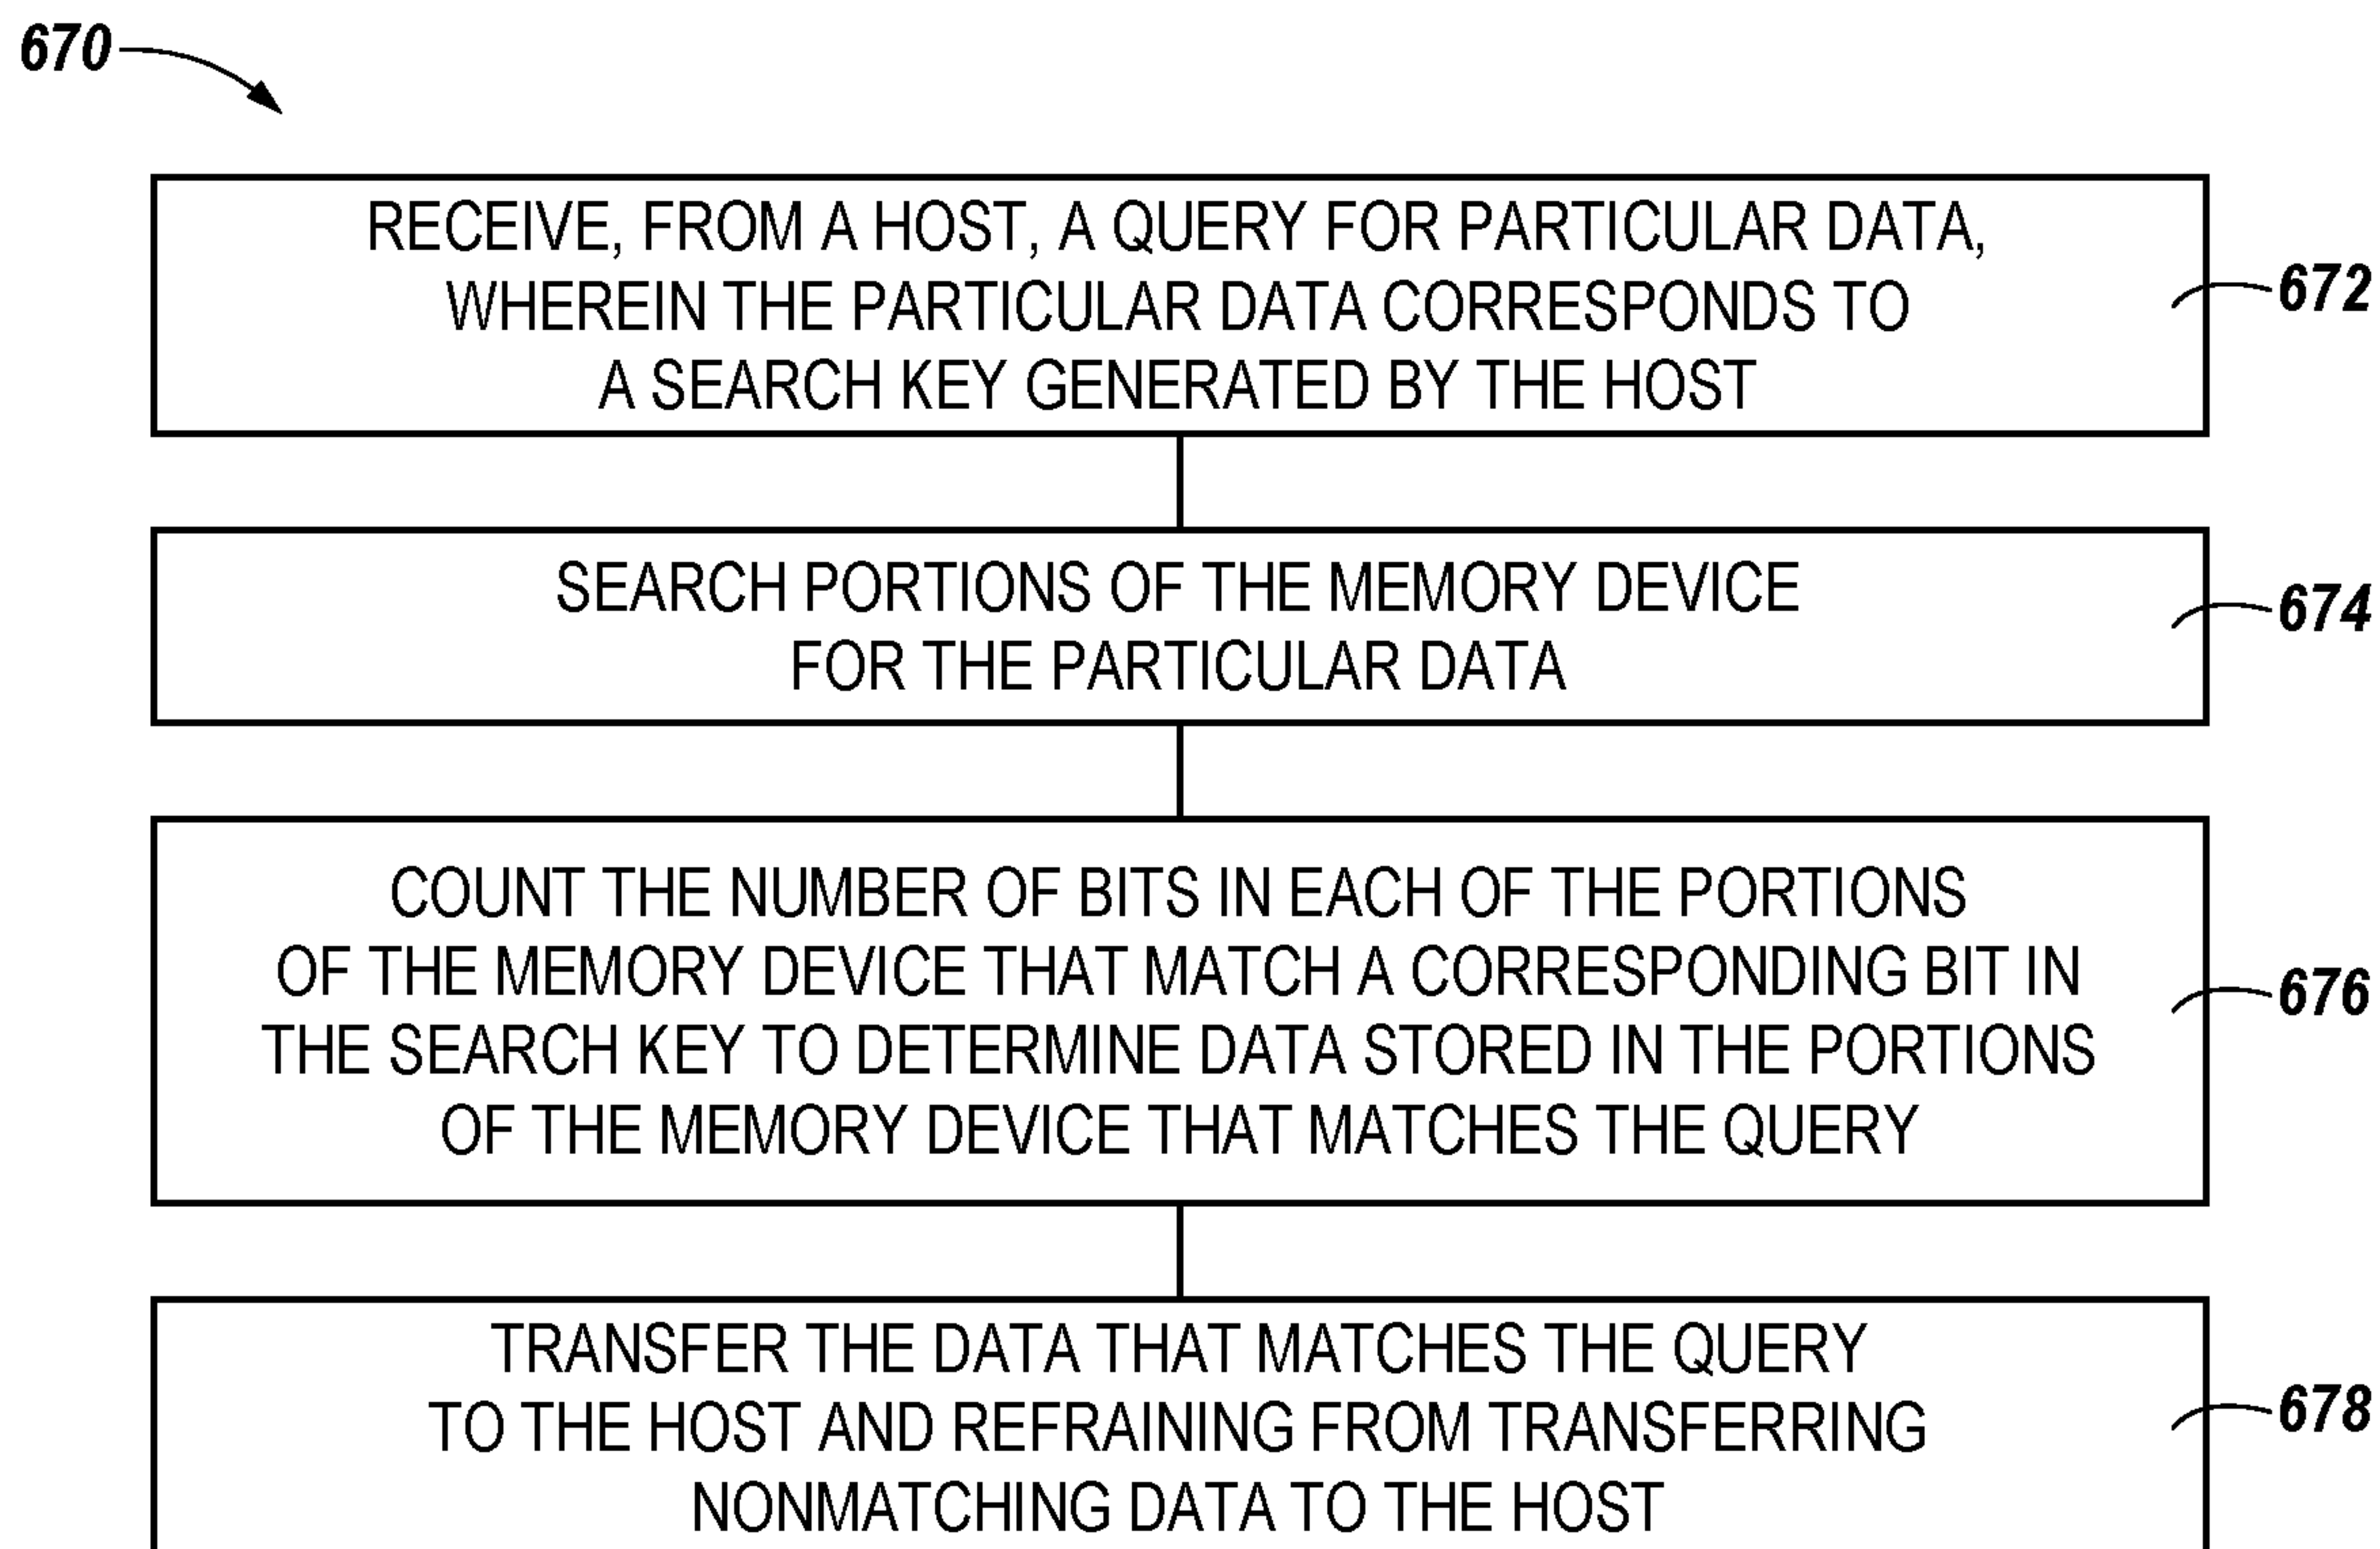 670
RECEIVE, FROM A HOST, A QUERY FOR PARTICULAR DATA,
WHEREIN THE PARTICULAR DATA CORRESPONDS TO
A SEARCH KEY GENERATED BY THE HOST
672
SEARCH PORTIONS OF THE MEMORY DEVICE
FOR THE PARTICULAR DATA
674
COUNT THE NUMBER OF BITS IN EACH OF THE PORTIONS
OF THE MEMORY DEVICE THAT MATCH A CORRESPONDING BIT IN
THE SEARCH KEY TO DETERMINE DATA STORED IN THE PORTIONS
OF THE MEMORY DEVICE THAT MATCHES THE QUERY
676
TRANSFER THE DATA THAT MATCHES THE QUERY
TO THE HOST AND REFRAINING FROM TRANSFERRING
NONMATCHING DATA TO THE HOST
678